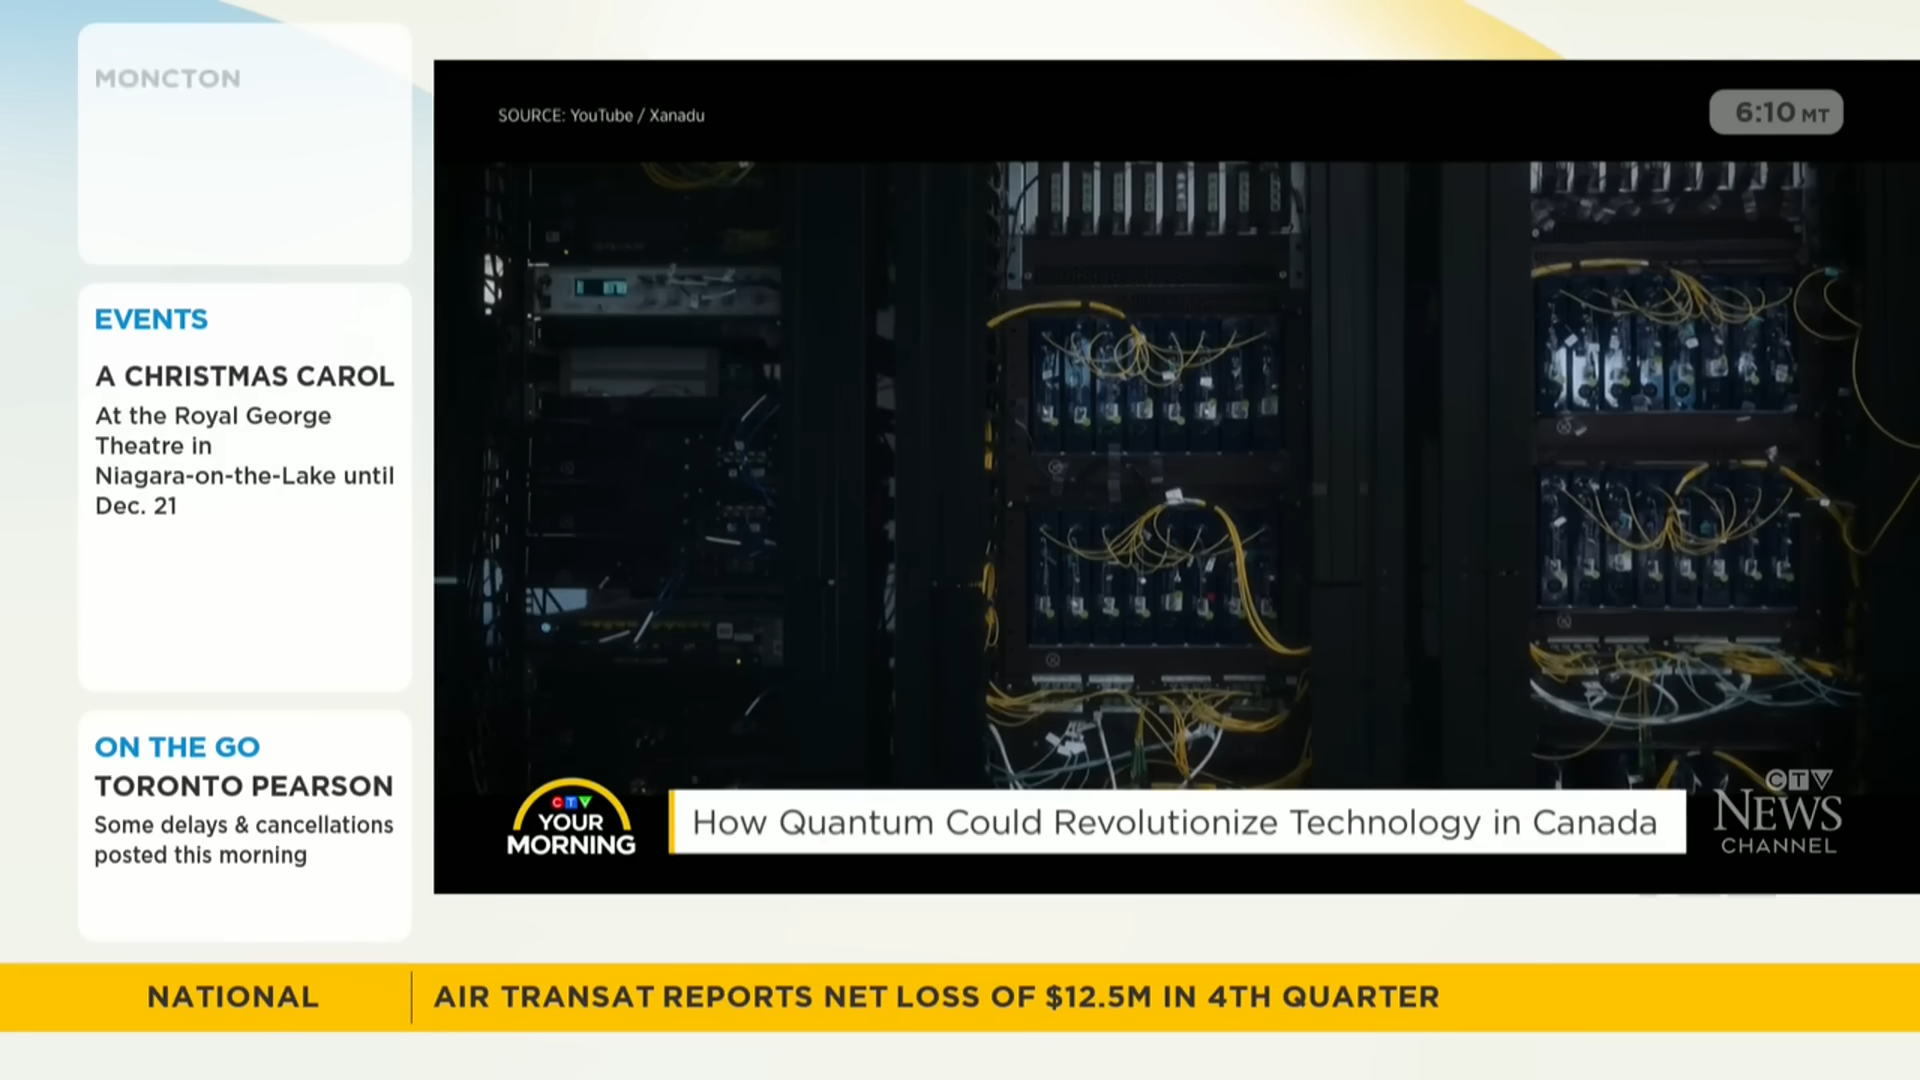 MONCTON
EVENTS
A CHRISTMAS CAROL
At the Royal George
Theatre in
Niagara-on-the-Lake until
Dec. 21
ON THE GO
TORONTO PEARSON
Some delays & cancellations
posted this morning
SOURCE: YouTube / Xanadu
6:10 MT
CTV
YOUR
MORNING
How Quantum Could Revolutionize Technology in Canada
CTV
NEWS
CHANNEL
NATIONAL
AIR TRANSAT REPORTS NET LOSS OF $12.5M IN 4TH QUARTER